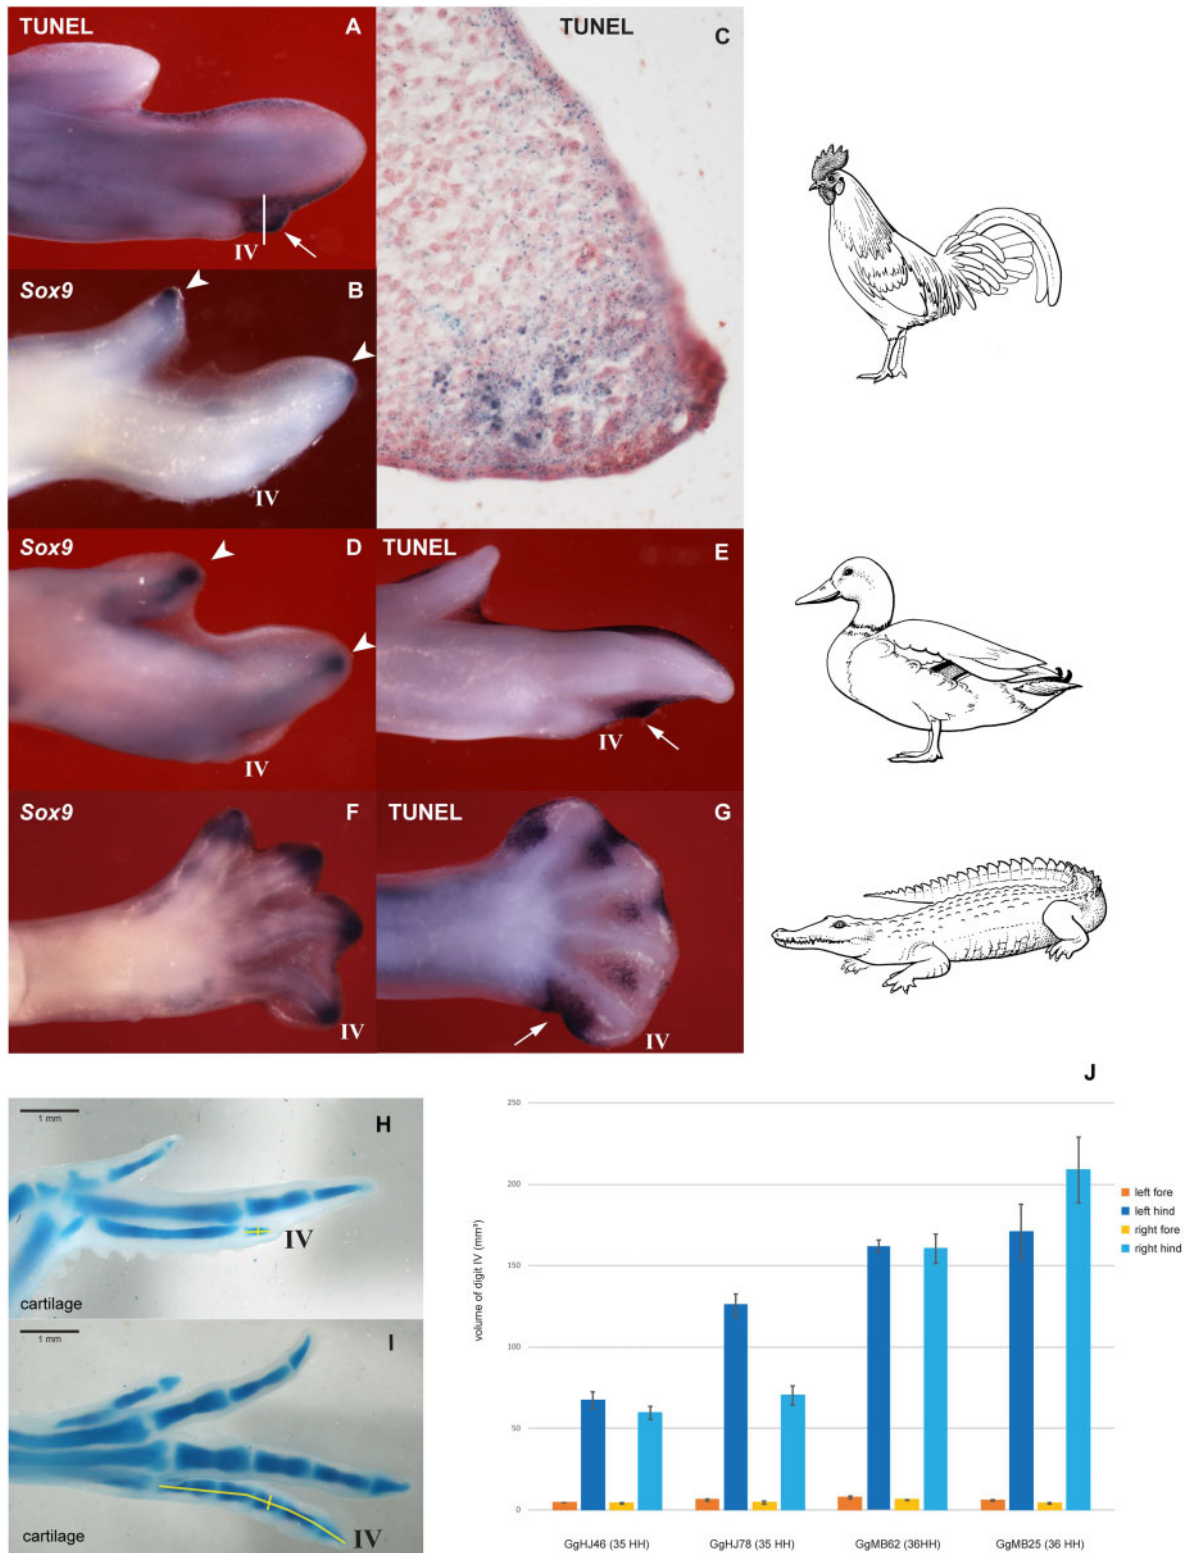 TUNEL
A
TUNEL
C
IV
Sox9
B
IV
Sox9
D
TUNEL
E
IV
IV
Sox9
F
TUNEL
G
IV
IV
1 mm
H
IV
cartilage
1 mm
I
IV
cartilage
J
volume of digit IV (mm³)
250
200
150
100
50
0
GgHJ46 (35 HH)
GgHJ78 (35 HH)
GgMB62 (36HH)
GgMB25 (36 HH)
left fore
left hind
right fore
right hind